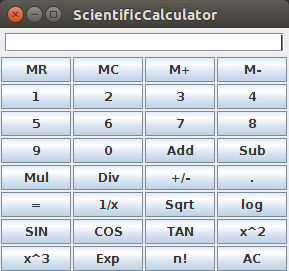 ScientificCalculator
MR MC M+ M-
1 2 3 4
5 6 7 8
9 0 Add Sub
Mul Div +/- .
= 1/x Sqrt log
SIN COS TAN x^2
x^3 Exp n! AC